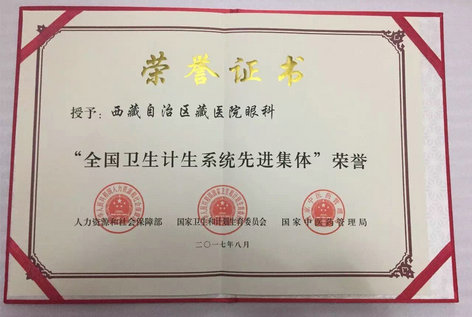 荣誉证书
授予：西藏自治区藏医院眼科
“全国卫生计生系统先进集体”荣誉
人力资源和社会保障部 国家卫生和计划生育委员会 国家中医药管理局
二〇一七年八月